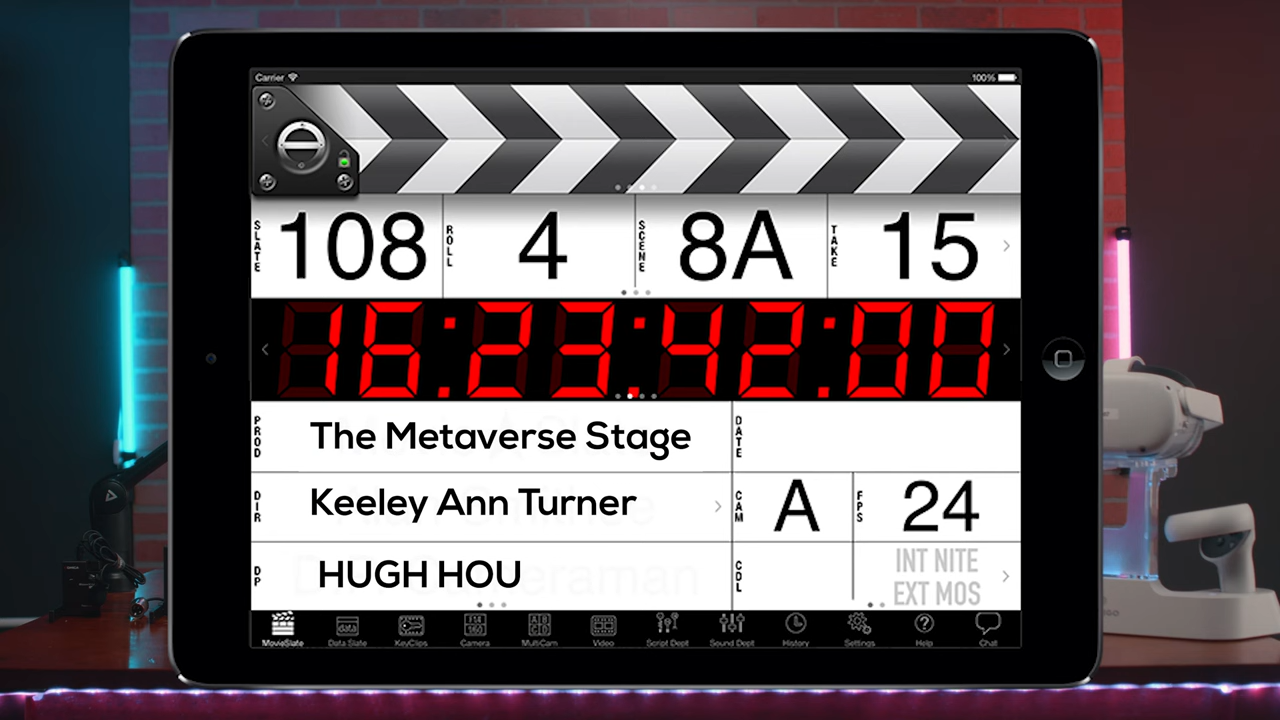 Carrier 100%
SLATE 108 ROLL 4 SCENE 8A TAKE 15
16:23:42:00
PROD The Metaverse Stage DATE
DIR Keeley Ann Turner CAM A FPS 24
DP HUGH HOU CDL INT NITE
EXT MOS
MovieSlate Data Slate KeyClips Camera MultiCam Video Script Dept Sound Dept History Settings Help Chat